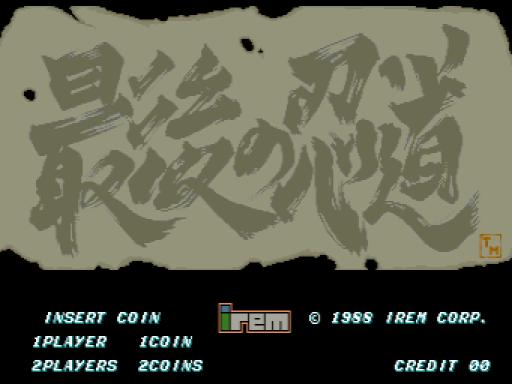 最後の忍道
TM
INSERT COIN
irem
© 1988 IREM CORP.
1PLAYER 1COIN
2PLAYERS 2COINS
CREDIT 00